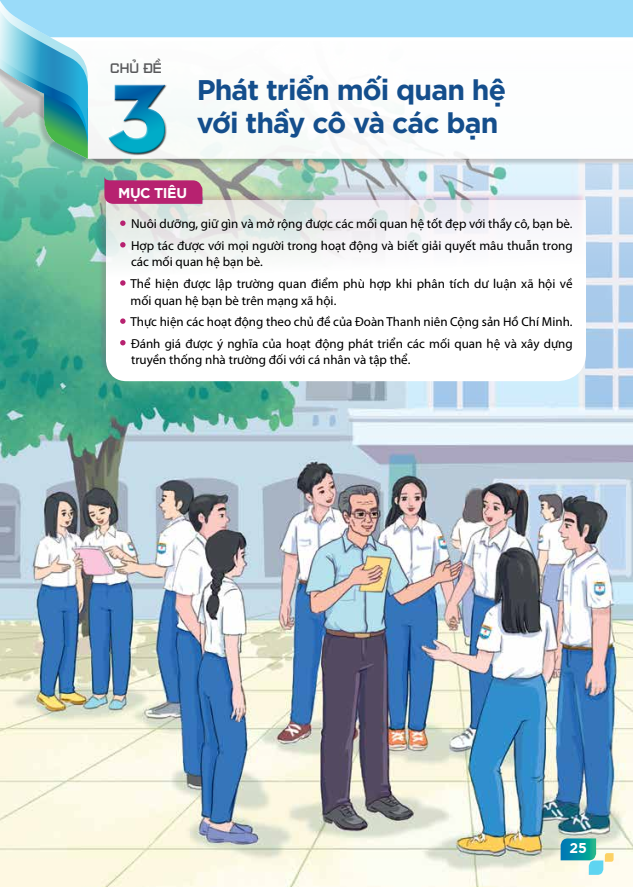 CHỦ ĐỀ
3
Phát triển mối quan hệ
với thầy cô và các bạn
MỤC TIÊU
• Nuôi dưỡng, giữ gìn và mở rộng được các mối quan hệ tốt đẹp với thầy cô, bạn bè.
• Hợp tác được với mọi người trong hoạt động và biết giải quyết mâu thuẫn trong
các mối quan hệ bạn bè.
• Thể hiện được lập trường quan điểm phù hợp khi phân tích dư luận xã hội về
mối quan hệ bạn bè trên mạng xã hội.
• Thực hiện các hoạt động theo chủ đề của Đoàn Thanh niên Cộng sản Hồ Chí Minh.
• Đánh giá được ý nghĩa của hoạt động phát triển các mối quan hệ và xây dựng
truyền thống nhà trường đối với cá nhân và tập thể.
25